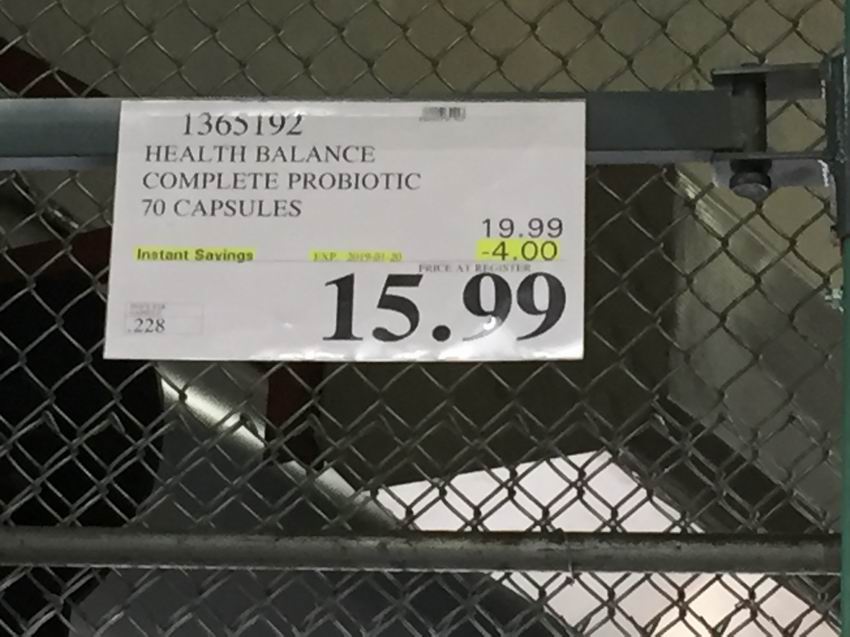 1365192
HEALTH BALANCE
COMPLETE PROBIOTIC
70 CAPSULES
19.99
Instant Savings EXP. 2019-01-20 -4.00
PRICE AT REGISTER
15.99
.228